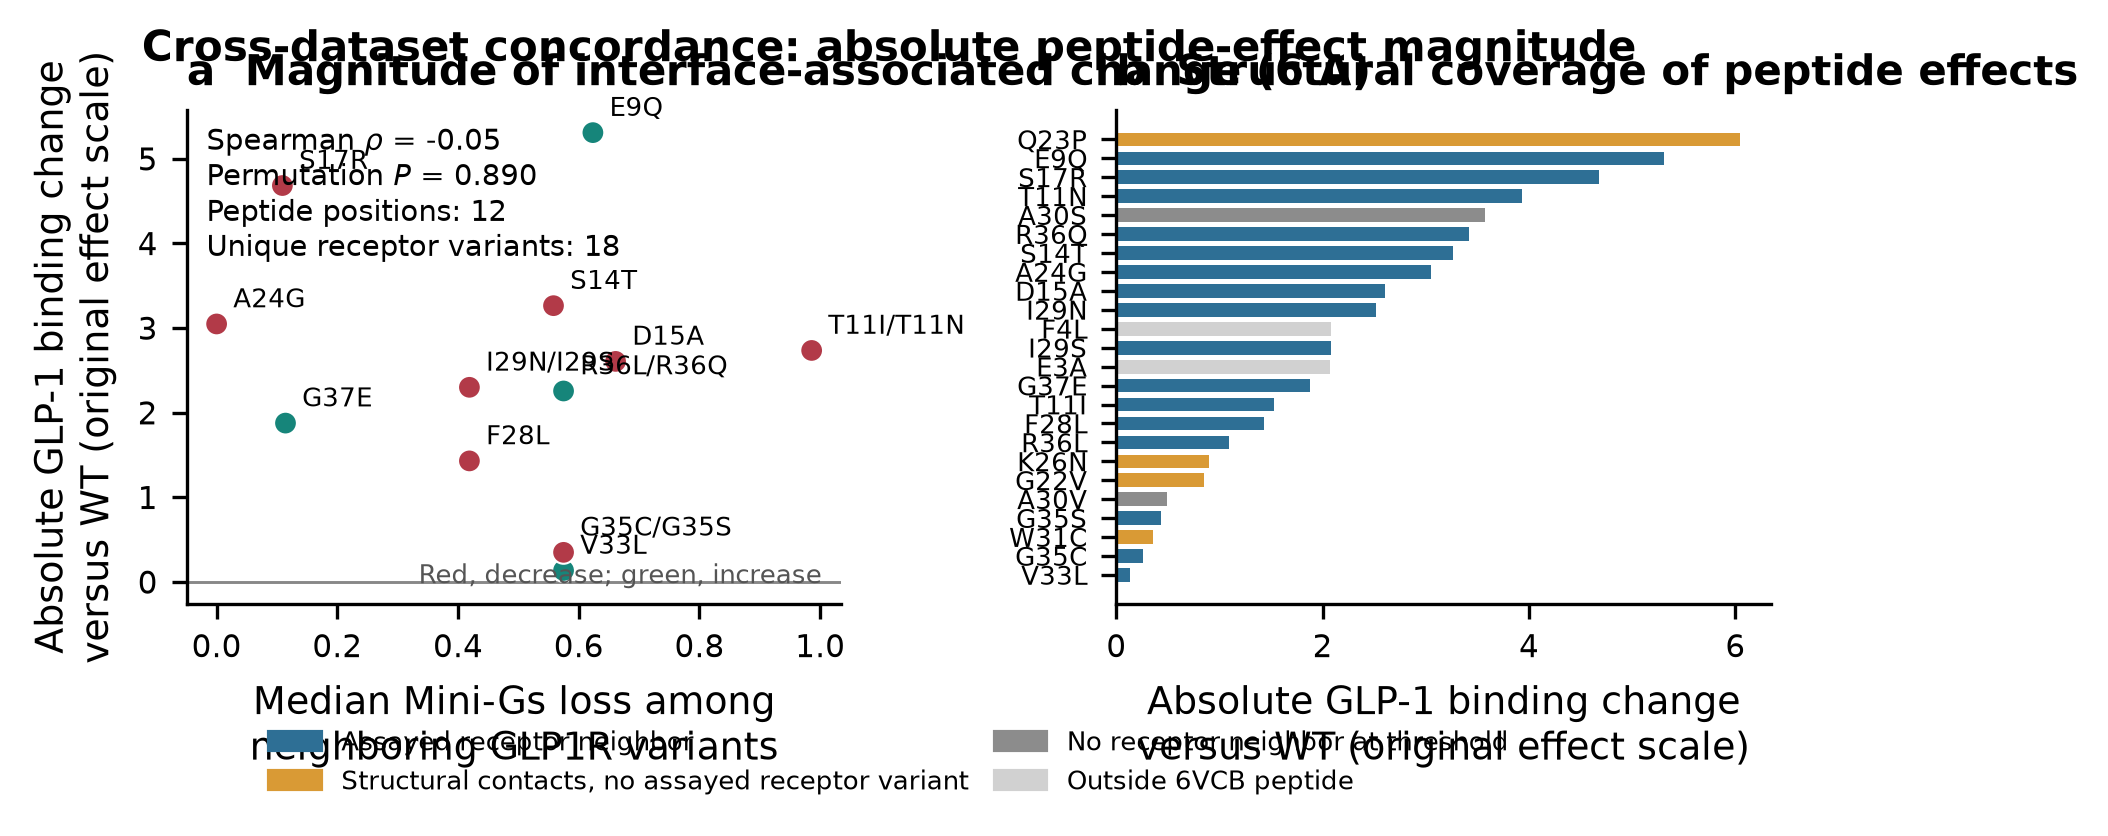 Cross-dataset concordance: absolute peptide-effect magnitude
a Magnitude of interface-associated change (6 Å)
b Structural coverage of peptide effects
Absolute GLP-1 binding change
versus WT (original effect scale)
5
4
3
2
1
0
Spearman ρ = -0.05
Permutation P = 0.890
Peptide positions: 12
Unique receptor variants: 18
E9Q
S17R
S14T
A24G
D15A
T11I/T11N
I29N/I29S
R36L/R36Q
G37E
F28L
G35C/G35S
V33L
Red, decrease; green, increase
0.0 0.2 0.4 0.6 0.8 1.0
Median Mini-Gs loss among
neighboring GLP1R variants
Q23P
E9Q
S17R
T11N
A30S
R36Q
S14T
A24G
D15A
I29N
F4L
I29S
E3A
G37E
T11I
F28L
R36L
K26N
G22V
A30V
G35S
W31C
G35C
V33L
0 2 4 6
Absolute GLP-1 binding change
versus WT (original effect scale)
Assayed receptor neighbor
Structural contacts, no assayed receptor variant
No receptor neighbor at threshold
Outside 6VCB peptide